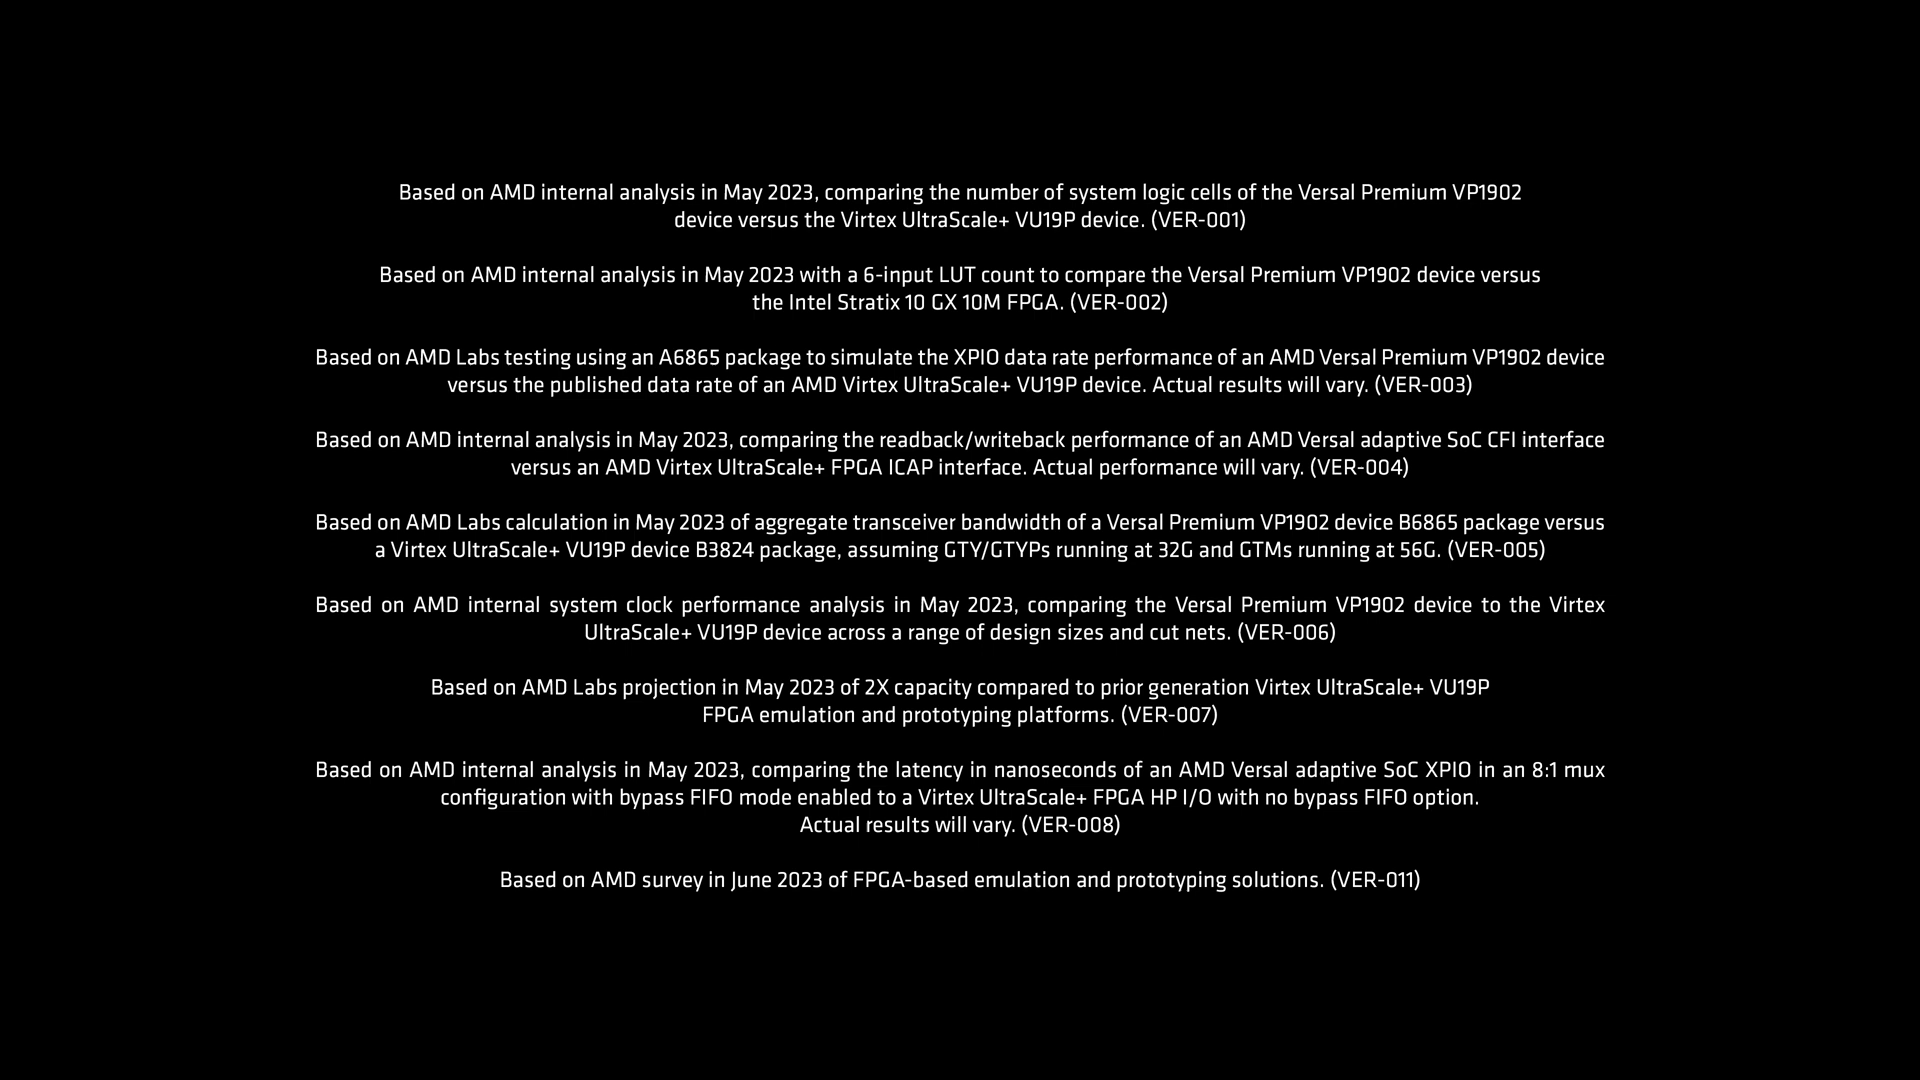 Based on AMD internal analysis in May 2023, comparing the number of system logic cells of the Versal Premium VP1902
device versus the Virtex UltraScale+ VU19P device. (VER-001)
Based on AMD internal analysis in May 2023 with a 6-input LUT count to compare the Versal Premium VP1902 device versus
the Intel Stratix 10 GX 10M FPGA. (VER-002)
Based on AMD Labs testing using an A6865 package to simulate the XPIO data rate performance of an AMD Versal Premium VP1902 device
versus the published data rate of an AMD Virtex UltraScale+ VU19P device. Actual results will vary. (VER-003)
Based on AMD internal analysis in May 2023, comparing the readback/writeback performance of an AMD Versal adaptive SoC CFI interface
versus an AMD Virtex UltraScale+ FPGA ICAP interface. Actual performance will vary. (VER-004)
Based on AMD Labs calculation in May 2023 of aggregate transceiver bandwidth of a Versal Premium VP1902 device B6865 package versus
a Virtex UltraScale+ VU19P device B3824 package, assuming GTY/GTYPs running at 32G and GTMs running at 56G. (VER-005)
Based on AMD internal system clock performance analysis in May 2023, comparing the Versal Premium VP1902 device to the Virtex
UltraScale+ VU19P device across a range of design sizes and cut nets. (VER-006)
Based on AMD Labs projection in May 2023 of 2X capacity compared to prior generation Virtex UltraScale+ VU19P
FPGA emulation and prototyping platforms. (VER-007)
Based on AMD internal analysis in May 2023, comparing the latency in nanoseconds of an AMD Versal adaptive SoC XPIO in an 8:1 mux
configuration with bypass FIFO mode enabled to a Virtex UltraScale+ FPGA HP I/O with no bypass FIFO option.
Actual results will vary. (VER-008)
Based on AMD survey in June 2023 of FPGA-based emulation and prototyping solutions. (VER-011)